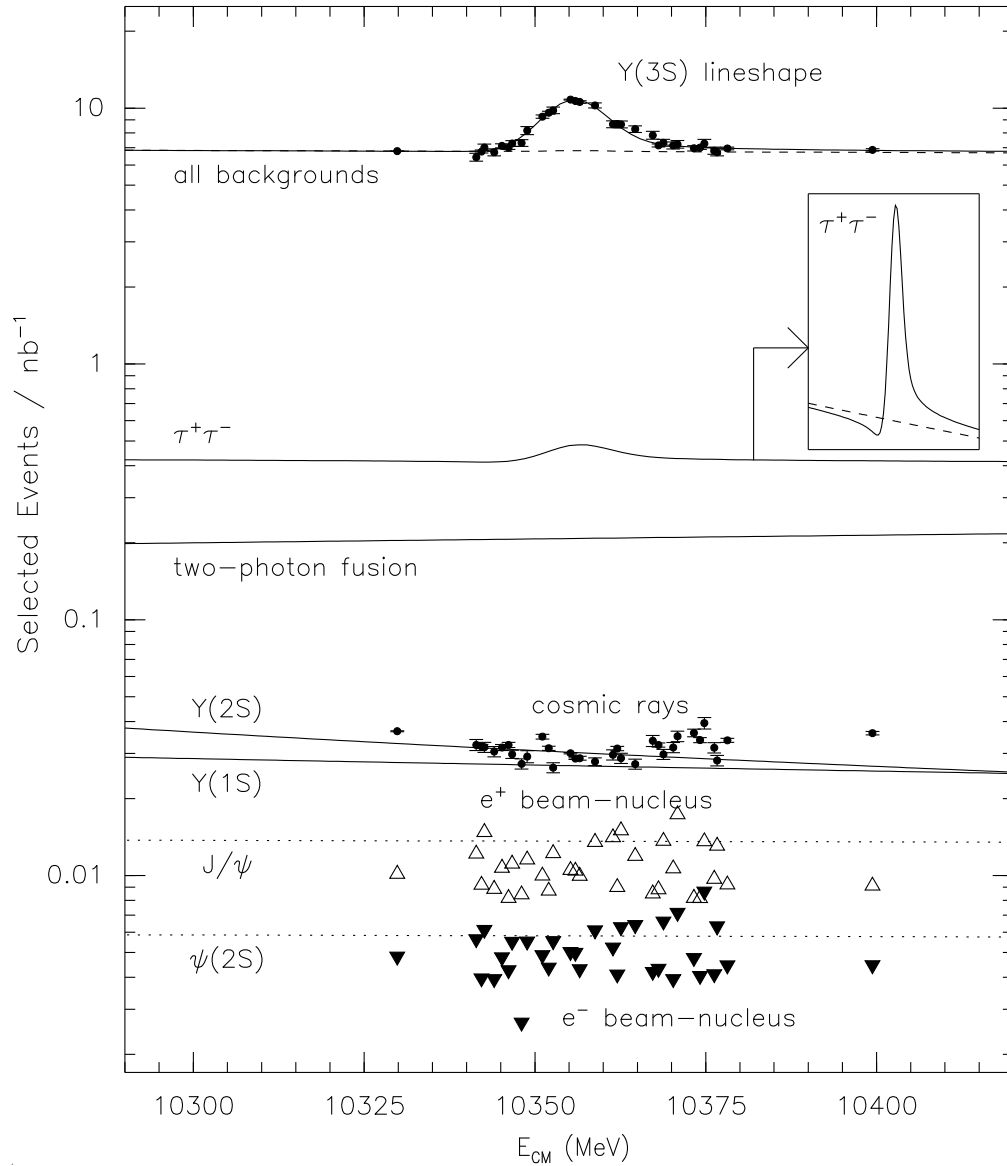 Υ(3S) lineshape
10
all backgrounds
τ⁺τ⁻
1
τ⁺τ⁻
Selected Events / nb⁻¹
two−photon fusion
0.1
Υ(2S)
cosmic rays
Υ(1S)
e⁺ beam−nucleus
J/ψ
0.01
ψ(2S)
e⁻ beam−nucleus
10300 10325 10350 10375 10400
E_CM (MeV)